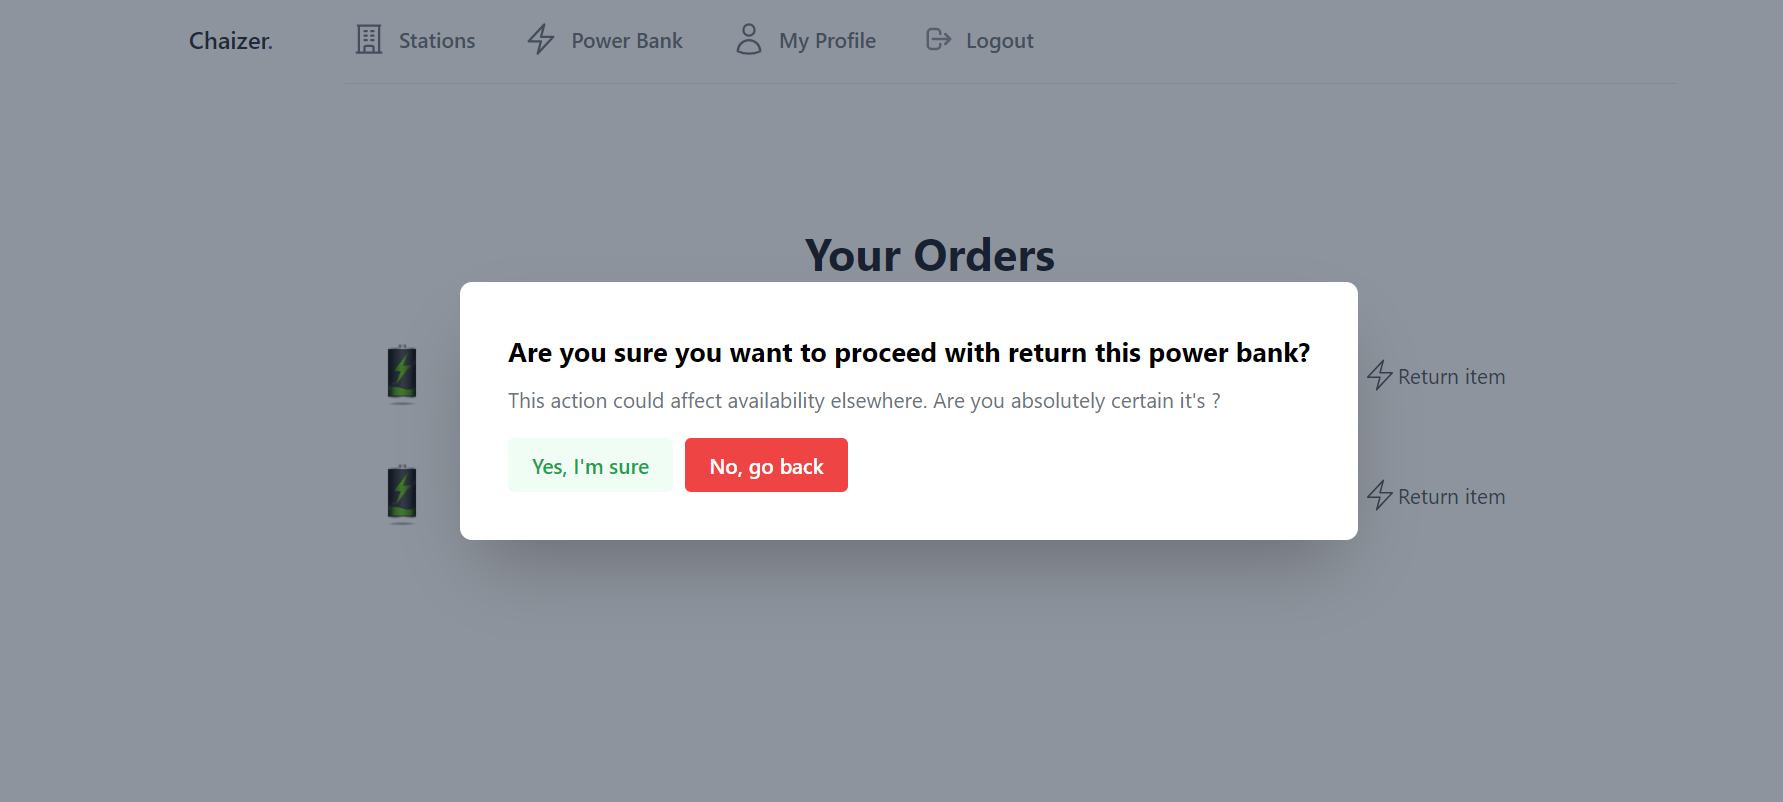 Chaizer.
Stations
Power Bank
My Profile
Logout
Your Orders
Are you sure you want to proceed with return this power bank?
This action could affect availability elsewhere. Are you absolutely certain it's ?
Yes, I'm sure
No, go back
Return item
Return item